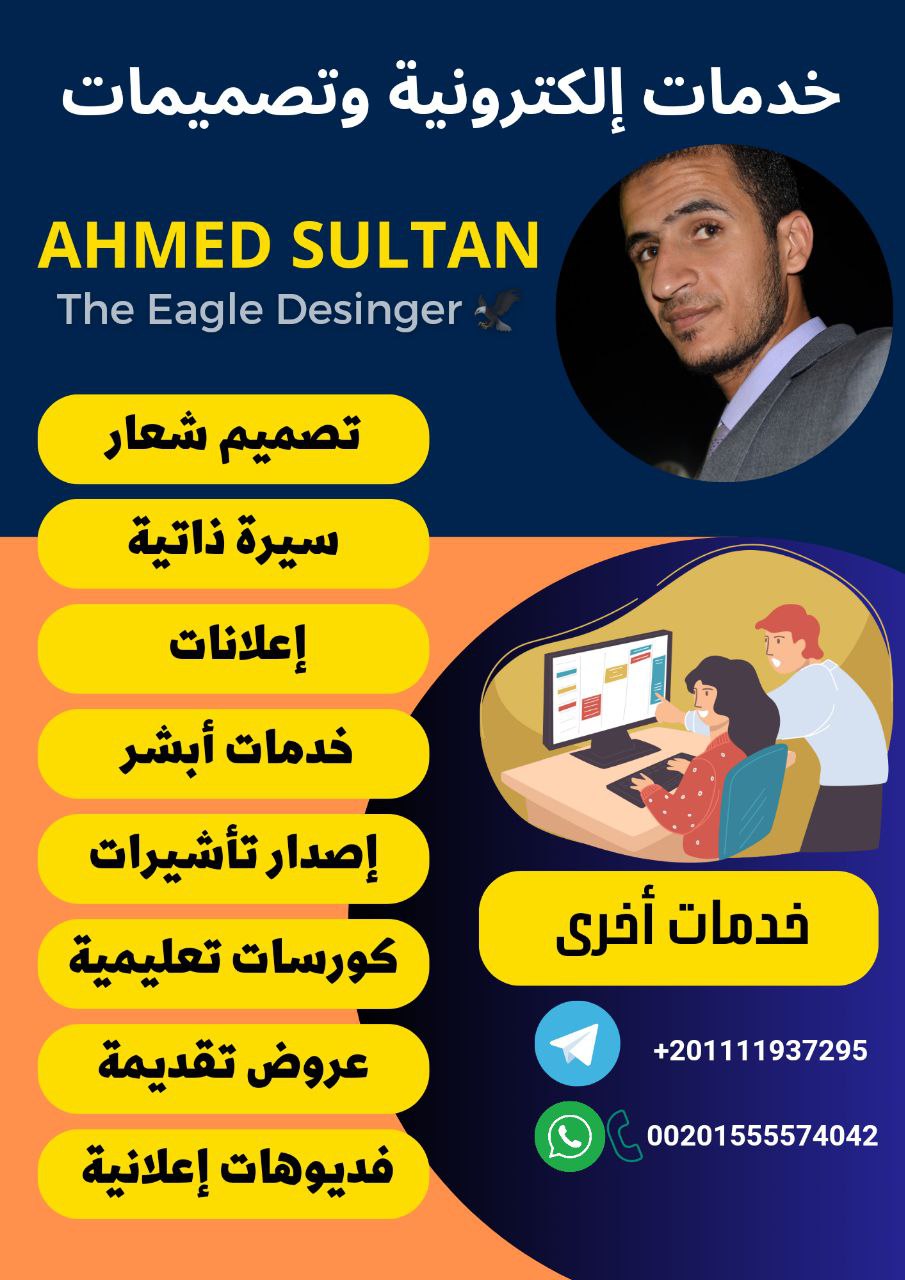 خدمات إلكترونية وتصميمات
AHMED SULTAN
The Eagle Desinger
تصميم شعار
سيرة ذاتية
إعلانات
خدمات أبشر
إصدار تأشيرات
كورسات تعليمية
عروض تقديمة
فديوهات إعلانية
خدمات أخرى
+201111937295
00201555574042